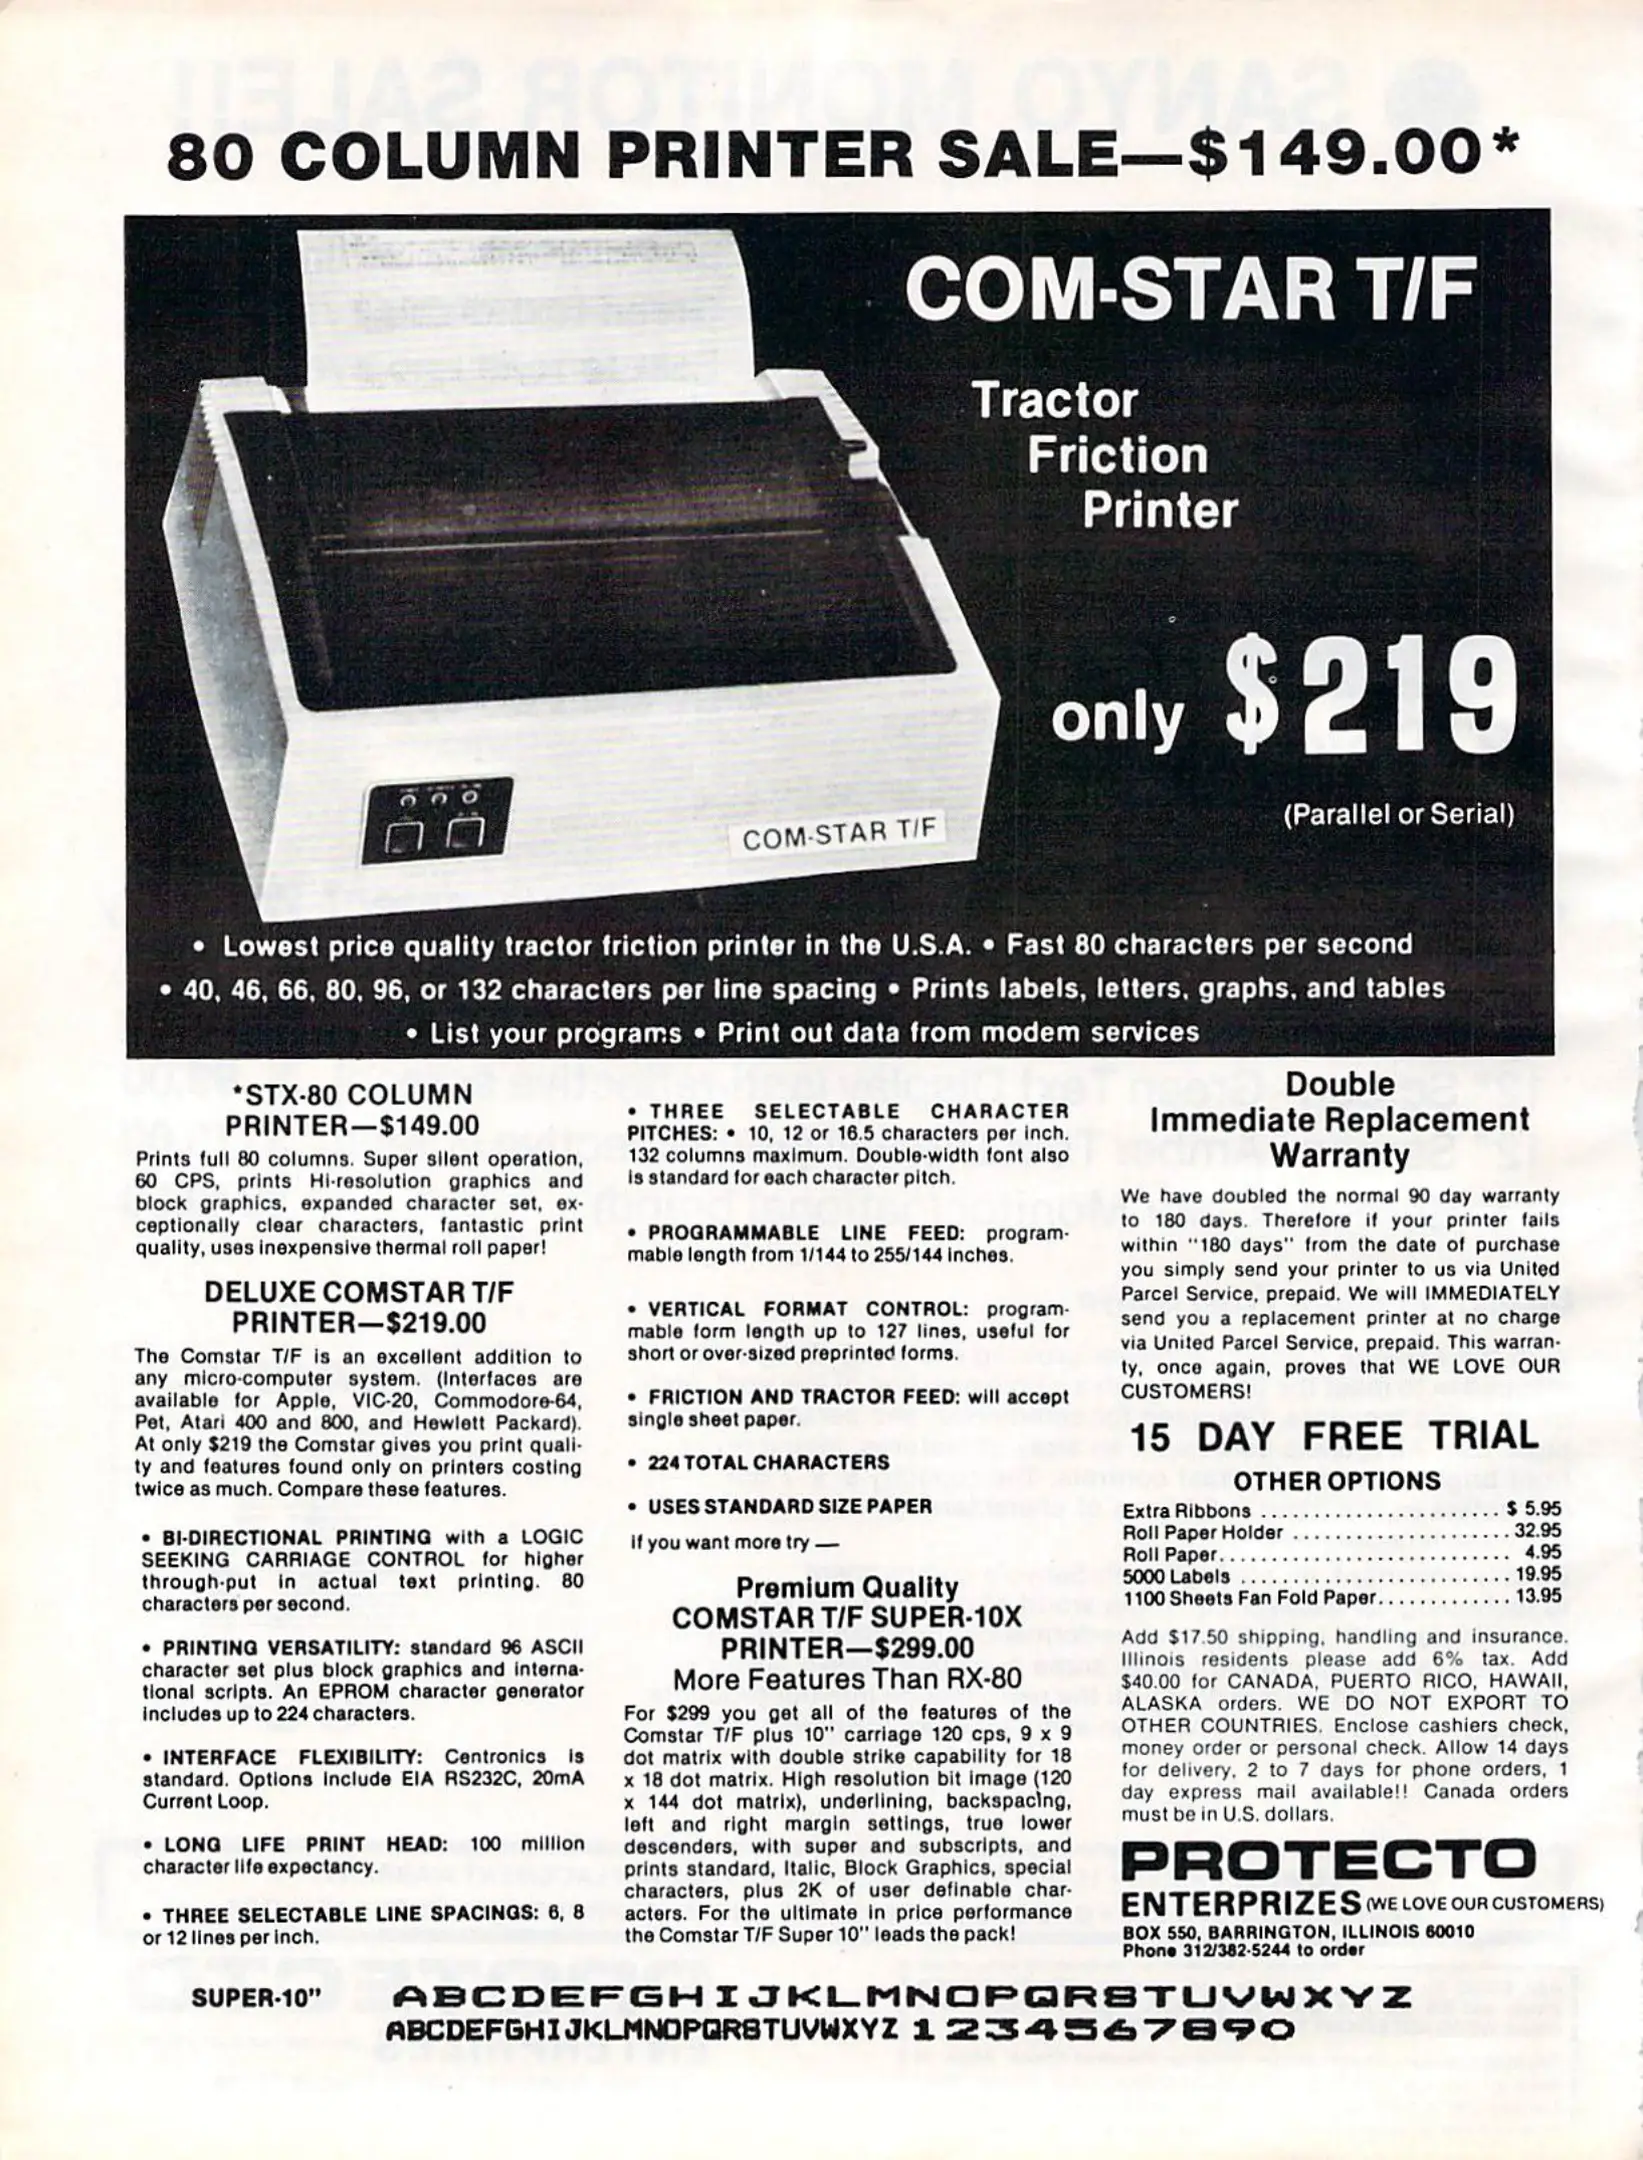 80 COLUMN PRINTER SALE—$149.00*
COM-STAR T/F
Tractor
Friction
Printer
only $219
(Parallel or Serial)
COM-STAR T/F
• Lowest price quality tractor friction printer in the U.S.A. • Fast 80 characters per second
• 40, 46, 66, 80, 96, or 132 characters per line spacing • Prints labels, letters, graphs, and tables
• List your programs • Print out data from modem services
*STX-80 COLUMN
PRINTER—$149.00
Prints full 80 columns. Super silent operation,
60 CPS, prints Hi-resolution graphics and
block graphics, expanded character set, ex-
ceptionally clear characters, fantastic print
quality, uses inexpensive thermal roll paper!
DELUXE COMSTAR T/F
PRINTER—$219.00
The Comstar T/F is an excellent addition to
any micro-computer system. (Interfaces are
available for Apple, VIC-20, Commodore-64,
Pet, Atari 400 and 800, and Hewlett Packard).
At only $219 the Comstar gives you print quali-
ty and features found only on printers costing
twice as much. Compare these features.
• BI-DIRECTIONAL PRINTING with a LOGIC
SEEKING CARRIAGE CONTROL for higher
through-put in actual text printing. 80
characters per second.
• PRINTING VERSATILITY: standard 96 ASCII
character set plus block graphics and interna-
tional scripts. An EPROM character generator
includes up to 224 characters.
• INTERFACE FLEXIBILITY: Centronics is
standard. Options include EIA RS232C, 20mA
Current Loop.
• LONG LIFE PRINT HEAD: 100 million
character life expectancy.
• THREE SELECTABLE LINE SPACINGS: 6, 8
or 12 lines per inch.
• THREE SELECTABLE CHARACTER
PITCHES: • 10, 12 or 16.5 characters per inch.
132 columns maximum. Double-width font also
is standard for each character pitch.
• PROGRAMMABLE LINE FEED: program-
mable length from 1/144 to 255/144 inches.
• VERTICAL FORMAT CONTROL: program-
mable form length up to 127 lines, useful for
short or over-sized preprinted forms.
• FRICTION AND TRACTOR FEED: will accept
single sheet paper.
• 224 TOTAL CHARACTERS
• USES STANDARD SIZE PAPER
If you want more try —
Premium Quality
COMSTAR T/F SUPER-10X
PRINTER—$299.00
More Features Than RX-80
For $299 you get all of the features of the
Comstar T/F plus 10" carriage 120 cps, 9 x 9
dot matrix with double strike capability for 18
x 18 dot matrix. High resolution bit image (120
x 144 dot matrix), underlining, backspacing,
left and right margin settings, true lower
descenders, with super and subscripts, and
prints standard, Italic, Block Graphics, special
characters, plus 2K of user definable char-
acters. For the ultimate in price performance
the Comstar T/F Super 10" leads the pack!
Double
Immediate Replacement
Warranty
We have doubled the normal 90 day warranty
to 180 days. Therefore if your printer fails
within "180 days" from the date of purchase
you simply send your printer to us via United
Parcel Service, prepaid. We will IMMEDIATELY
send you a replacement printer at no charge
via United Parcel Service, prepaid. This warran-
ty, once again, proves that WE LOVE OUR
CUSTOMERS!
15 DAY FREE TRIAL
OTHER OPTIONS
Extra Ribbons ........................ $ 5.95
Roll Paper Holder ..................... 32.95
Roll Paper............................ 4.95
5000 Labels .......................... 19.95
1100 Sheets Fan Fold Paper............. 13.95
Add $17.50 shipping, handling and insurance.
Illinois residents please add 6% tax. Add
$40.00 for CANADA, PUERTO RICO, HAWAII,
ALASKA orders. WE DO NOT EXPORT TO
OTHER COUNTRIES. Enclose cashiers check,
money order or personal check. Allow 14 days
for delivery, 2 to 7 days for phone orders, 1
day express mail available!! Canada orders
must be in U.S. dollars.
PROTECTO
ENTERPRIZES (WE LOVE OUR CUSTOMERS)
BOX 550, BARRINGTON, ILLINOIS 60010
Phone 312/382-5244 to order
SUPER-10" ABCDEFGHIJKLMNOPQRSTUVWXYZ
ABCDEFGHIJKLMNOPQRSTUVWXYZ 1234567890